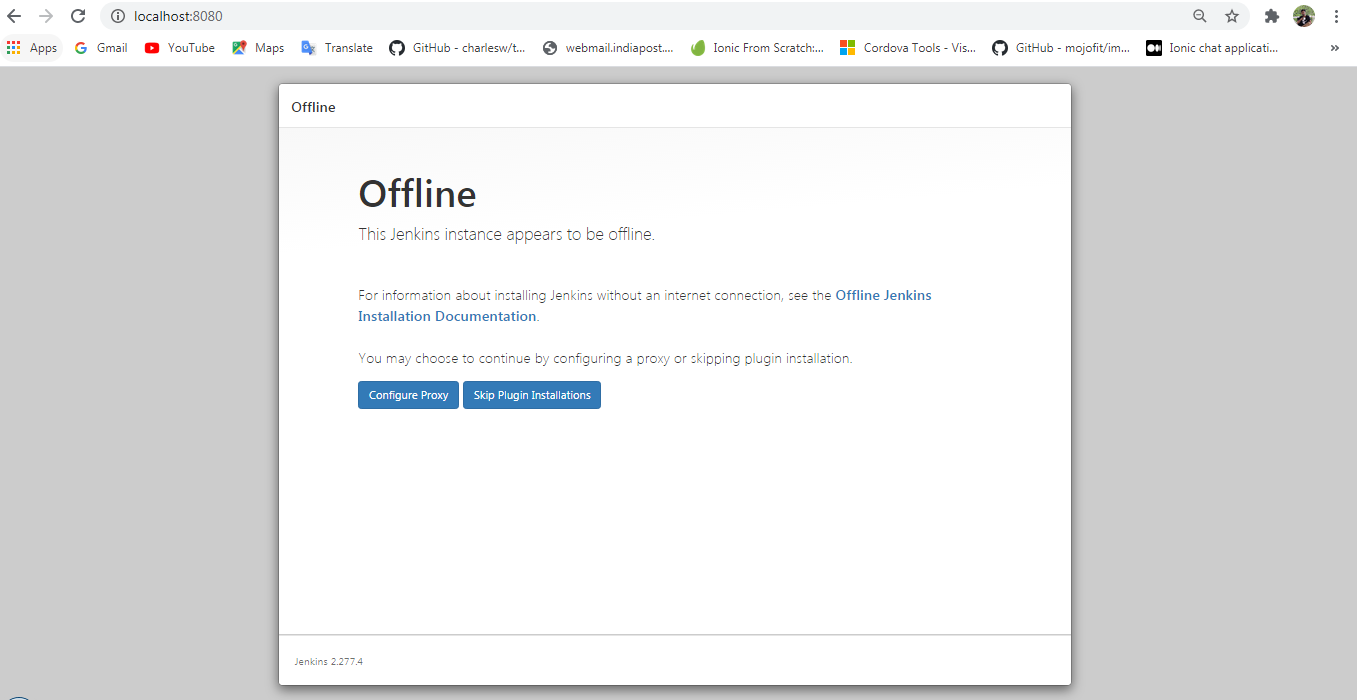 localhost:8080
Apps Gmail YouTube Maps Translate GitHub - charlesw/t... webmail.indiapost.... Ionic From Scratch:... Cordova Tools - Vis... GitHub - mojofit/im... Ionic chat applicati... »
Offline
Offline
This Jenkins instance appears to be offline.
For information about installing Jenkins without an internet connection, see the Offline Jenkins
Installation Documentation.
You may choose to continue by configuring a proxy or skipping plugin installation.
Configure Proxy Skip Plugin Installations
Jenkins 2.277.4